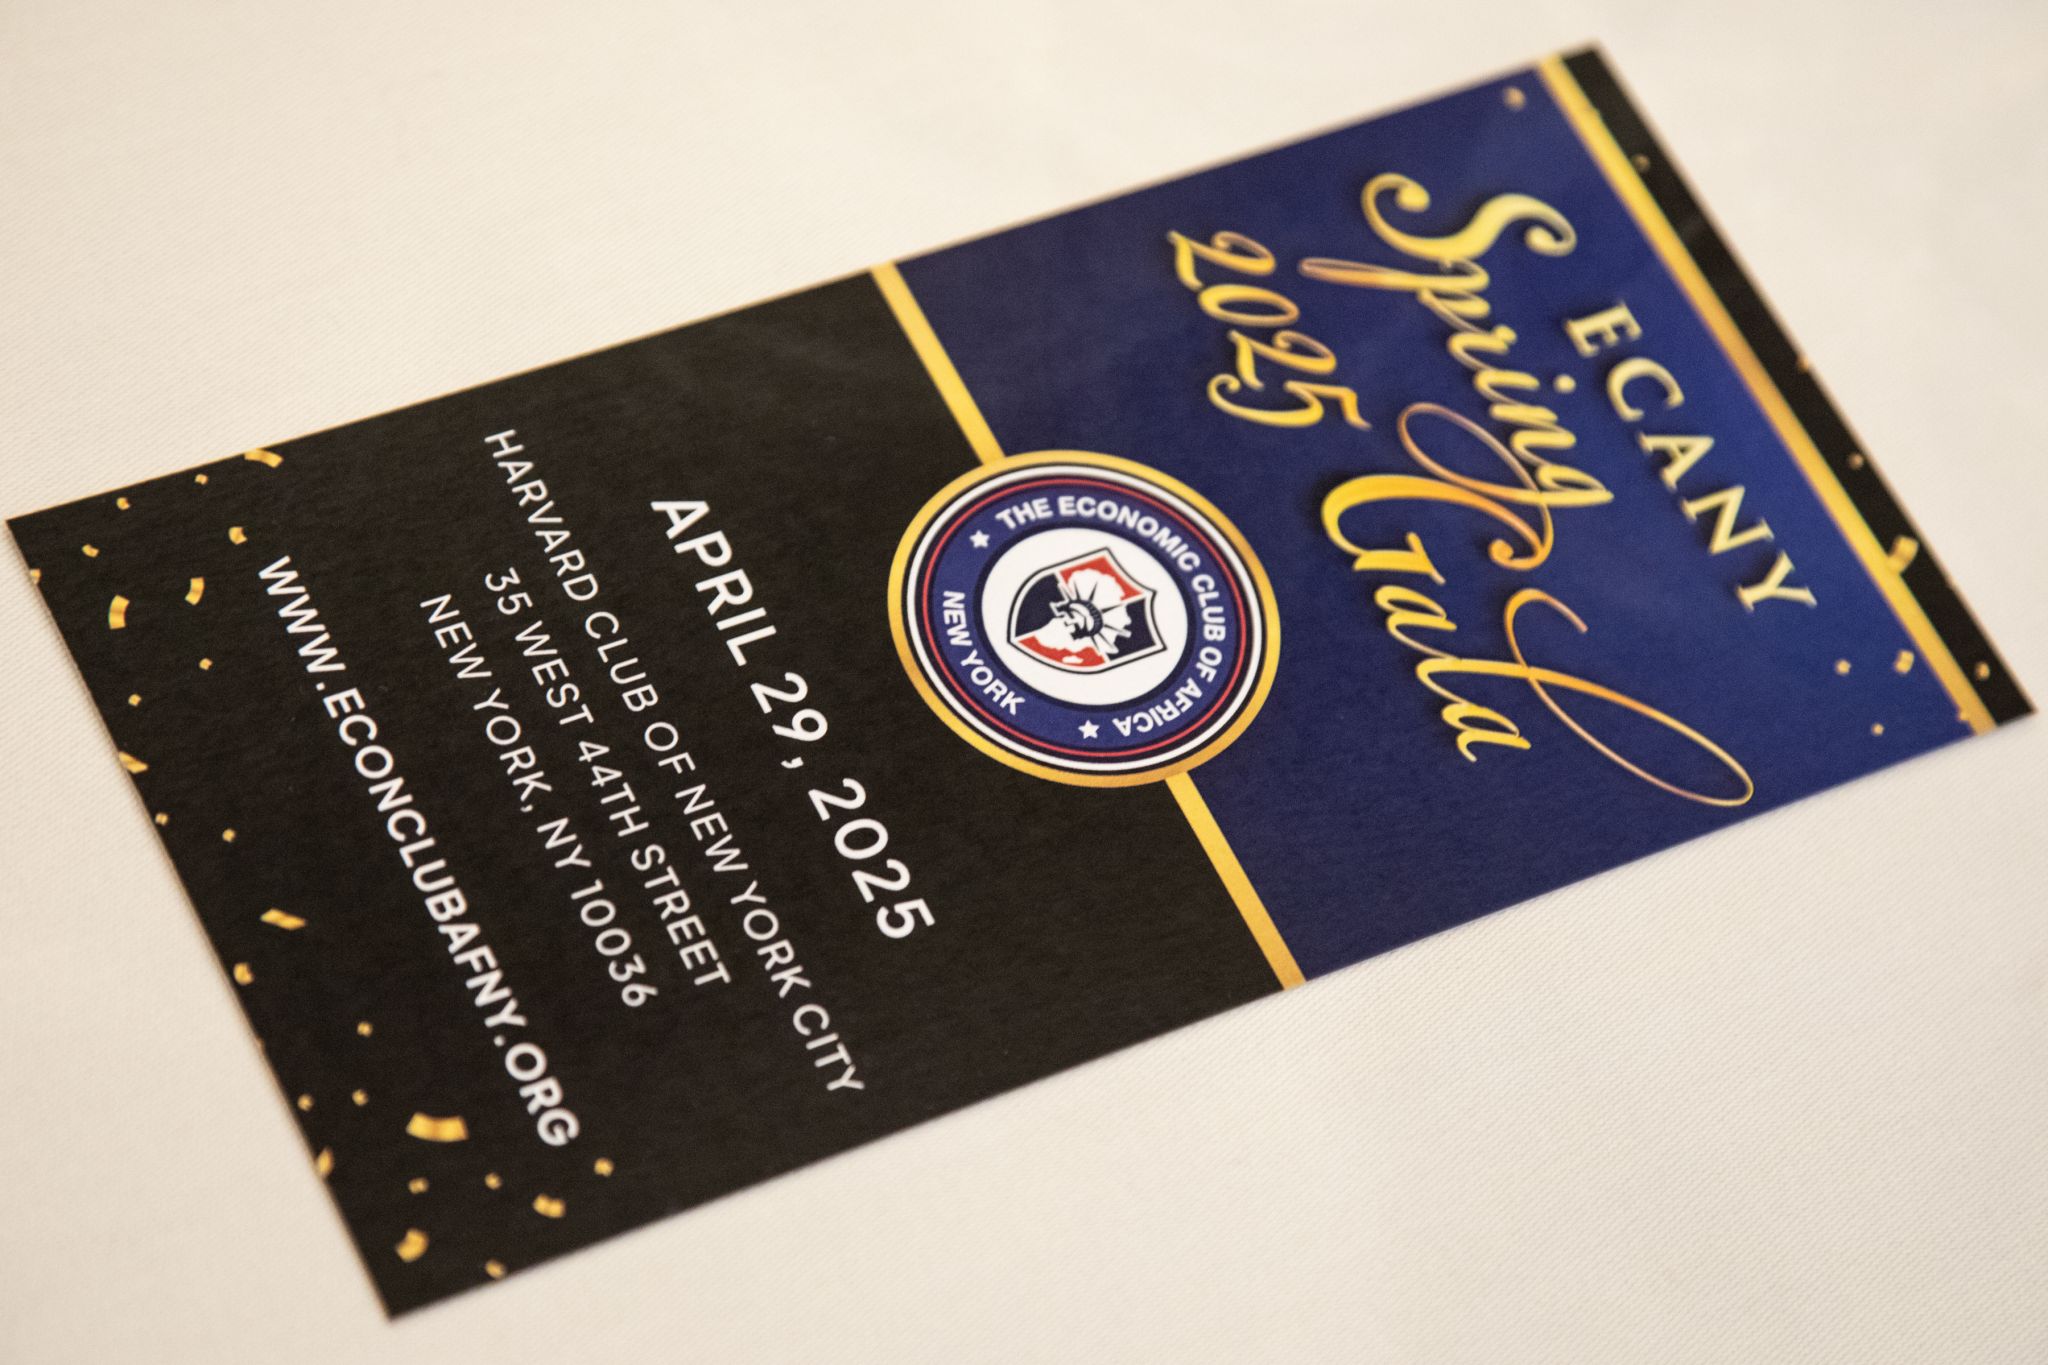 ECANY
Spring Gala
2025
THE ECONOMIC CLUB OF AFRICA
NEW YORK
APRIL 29, 2025
HARVARD CLUB OF NEW YORK CITY
35 WEST 44TH STREET
NEW YORK, NY 10036
WWW.ECONCLUBAFNY.ORG